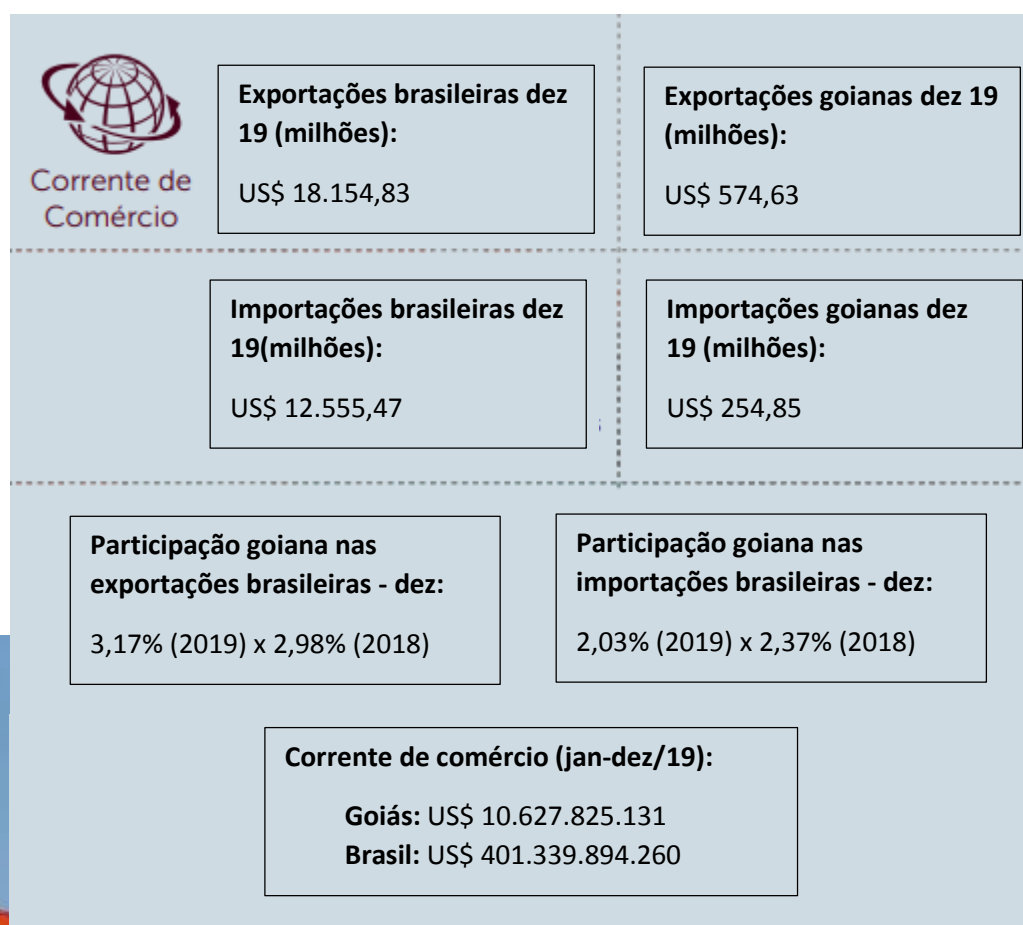 Corrente de
Comércio
Exportações brasileiras dez
19 (milhões):
US$ 18.154,83
Exportações goianas dez 19
(milhões):
US$ 574,63
Importações brasileiras dez
19(milhões):
US$ 12.555,47
Importações goianas dez
19 (milhões):
US$ 254,85
Participação goiana nas
exportações brasileiras - dez:
3,17% (2019) x 2,98% (2018)
Participação goiana nas
importações brasileiras - dez:
2,03% (2019) x 2,37% (2018)
Corrente de comércio (jan-dez/19):
Goiás: US$ 10.627.825.131
Brasil: US$ 401.339.894.260